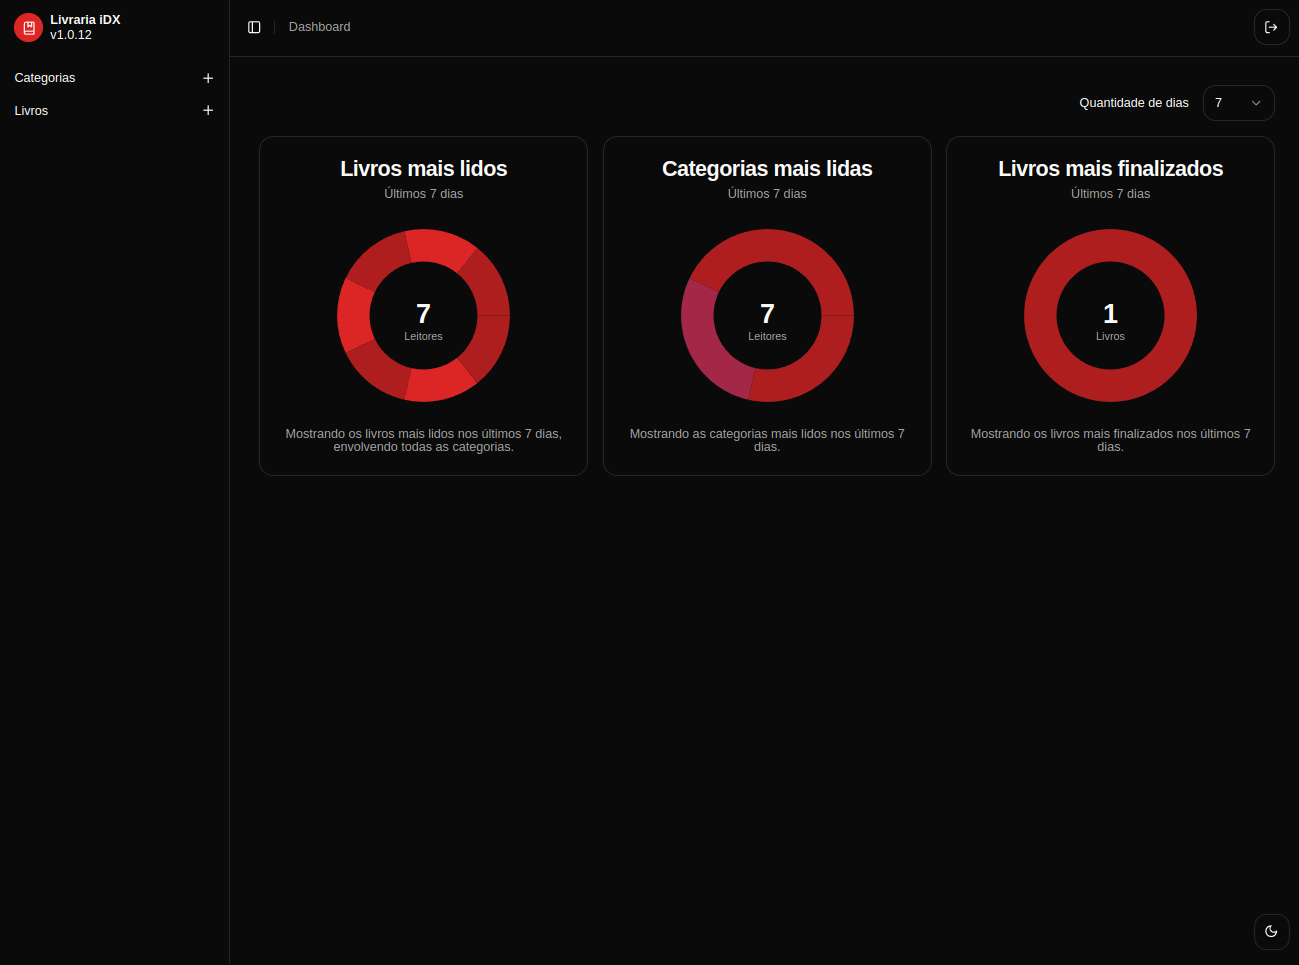 Livraria iDX
v1.0.12
Categorias
Livros
Dashboard
Quantidade de dias
7
Livros mais lidos
Últimos 7 dias
7
Leitores
Mostrando os livros mais lidos nos últimos 7 dias,
envolvendo todas as categorias.
Categorias mais lidas
Últimos 7 dias
7
Leitores
Mostrando as categorias mais lidos nos últimos 7
dias.
Livros mais finalizados
Últimos 7 dias
1
Livros
Mostrando os livros mais finalizados nos últimos 7
dias.